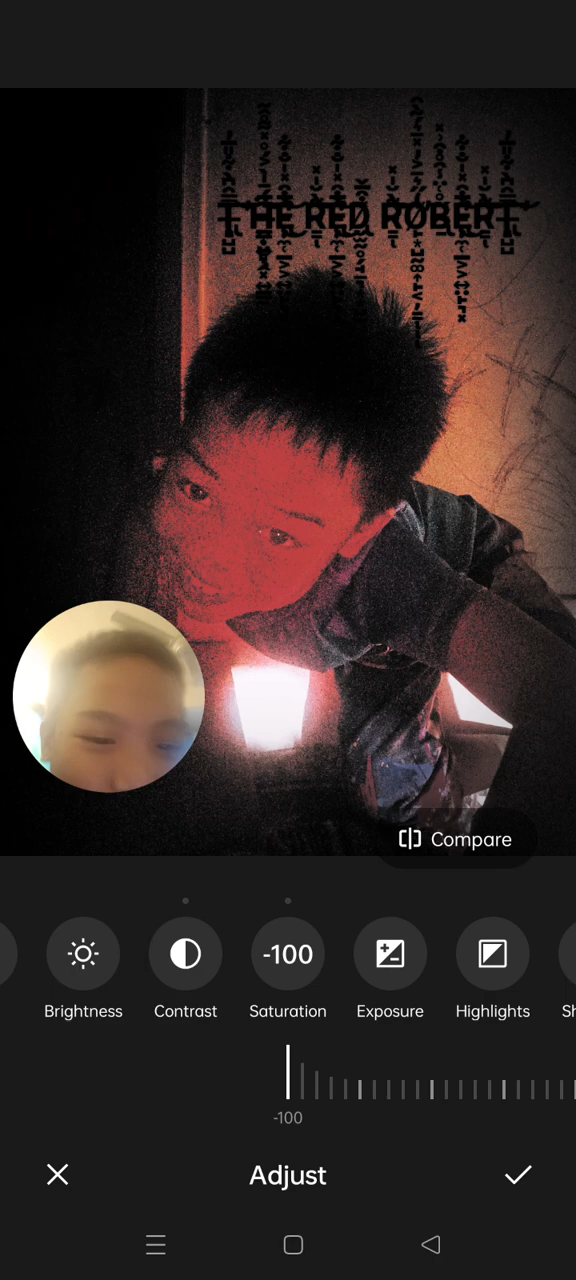 THE RED RØBERT
Compare
-100
Brightness Contrast Saturation Exposure Highlights
-100
Adjust